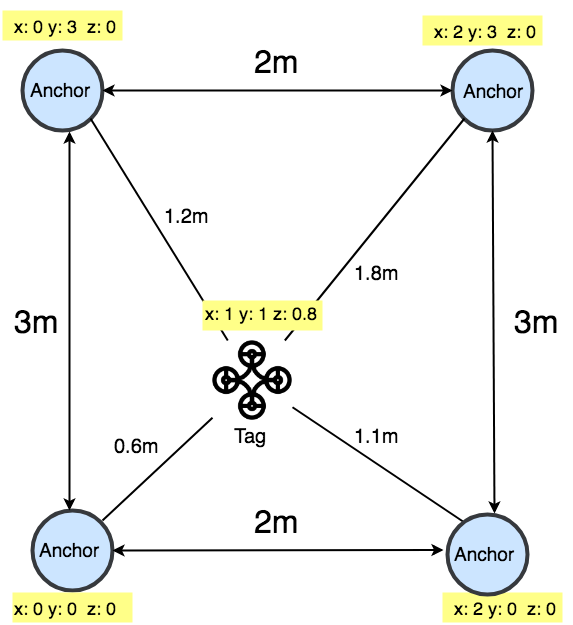 x: 0 y: 3 z: 0
x: 2 y: 3 z: 0
2m
Anchor
Anchor
1.2m
1.8m
3m
x: 1 y: 1 z: 0.8
3m
Tag
0.6m
1.1m
2m
Anchor
Anchor
x: 0 y: 0 z: 0
x: 2 y: 0 z: 0